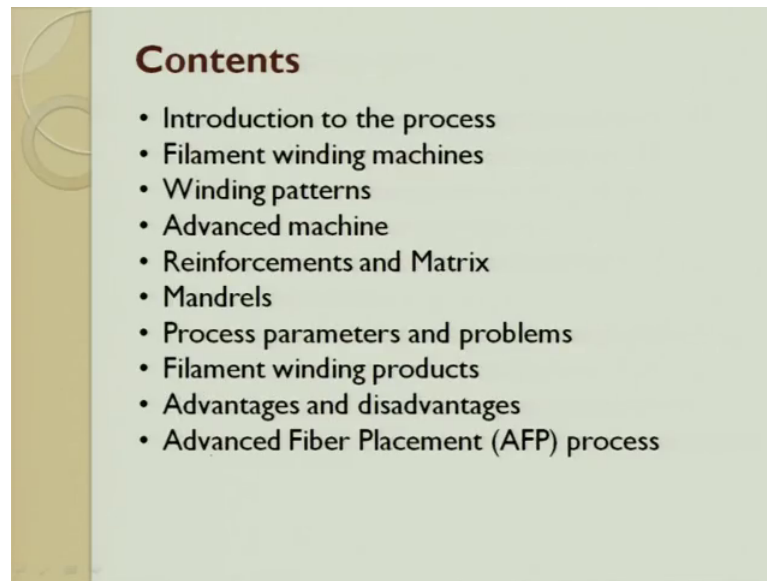 Contents
• Introduction to the process
• Filament winding machines
• Winding patterns
• Advanced machine
• Reinforcements and Matrix
• Mandrels
• Process parameters and problems
• Filament winding products
• Advantages and disadvantages
• Advanced Fiber Placement (AFP) process